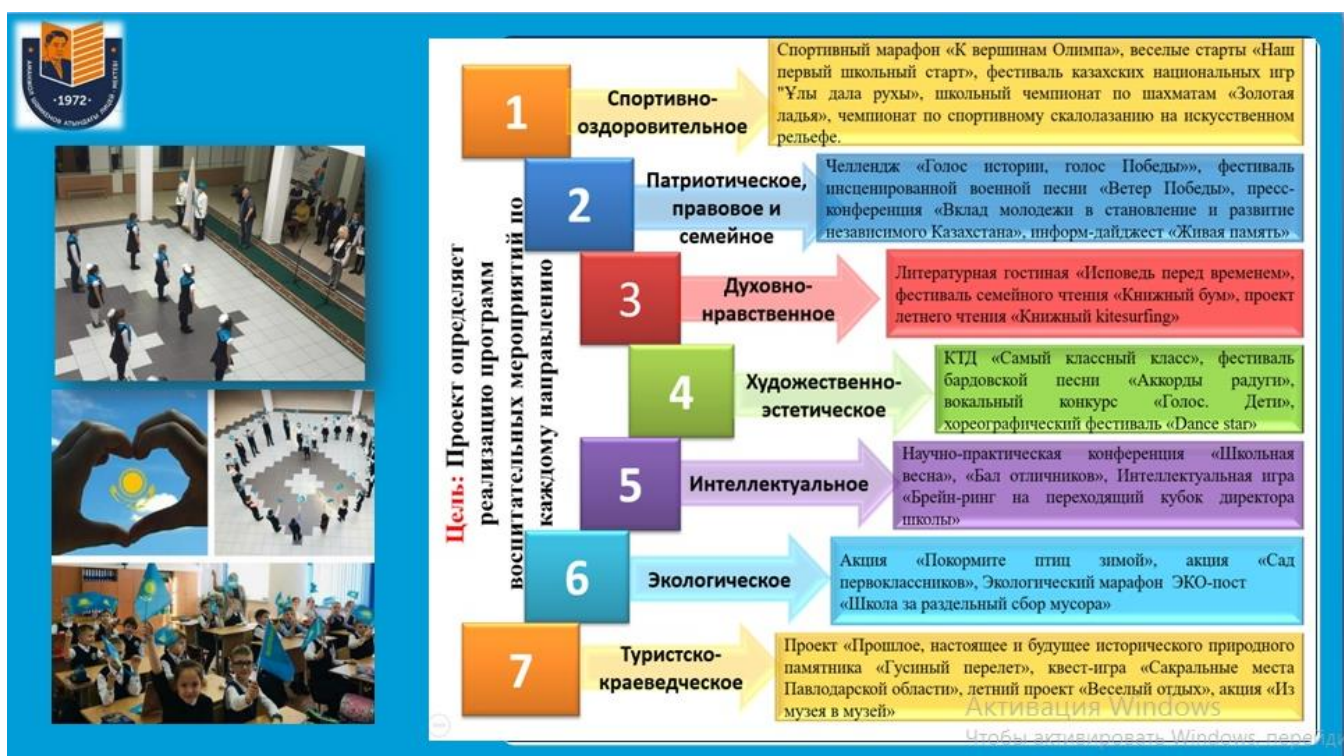 ·1972·
Цель: Проект определяет
реализацию программ
воспитательных мероприятий по
каждому направлению
1
Спортивно-
оздоровительное
Спортивный марафон «К вершинам Олимпа», веселые старты «Наш
первый школьный старт», фестиваль казахских национальных игр
"Ұлы дала рухы», школьный чемпионат по шахматам «Золотая
ладья», чемпионат по спортивному скалолазанию на искусственном
рельефе.
2
Патриотическое,
правовое и
семейное
Челлендж «Голос истории, голос Победы»», фестиваль
инсценированной военной песни «Ветер Победы», пресс-
конференция «Вклад молодежи в становление и развитие
независимого Казахстана», информ-дайджест «Живая память»
3
Духовно-
нравственное
Литературная гостиная «Исповедь перед временем»,
фестиваль семейного чтения «Книжный бум», проект
летнего чтения «Книжный kitesurfing»
4
Художественно-
эстетическое
КТД «Самый классный класс», фестиваль
бардовской песни «Аккорды радуги»,
вокальный конкурс «Голос. Дети»,
хореографический фестиваль «Dance star»
5
Интеллектуальное
Научно-практическая конференция «Школьная
весна», «Бал отличников», Интеллектуальная игра
«Брейн-ринг на переходящий кубок директора
школы»
6
Экологическое
Акция «Покормите птиц зимой», акция «Сад
первоклассников», Экологический марафон ЭКО-пост
«Школа за раздельный сбор мусора»
7
Туристско-
краеведческое
Проект «Прошлое, настоящее и будущее исторического природного
памятника «Гусиный перелет», квест-игра «Сакральные места
Павлодарской области», летний проект «Веселый отдых», акция «Из
музея в музей»
Активация Windows
Чтобы активировать Windows,